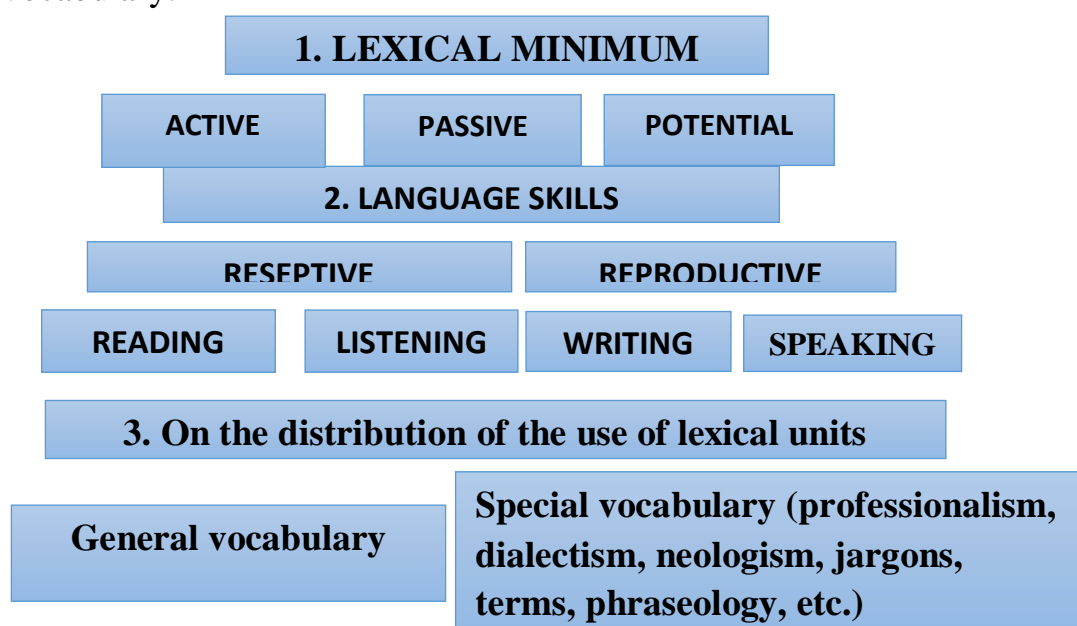 1. LEXICAL MINIMUM
ACTIVE PASSIVE POTENTIAL
2. LANGUAGE SKILLS
RESEPTIVE REPRODUCTIVE
READING LISTENING WRITING SPEAKING
3. On the distribution of the use of lexical units
General vocabulary
Special vocabulary (professionalism,
dialectism, neologism, jargons,
terms, phraseology, etc.)